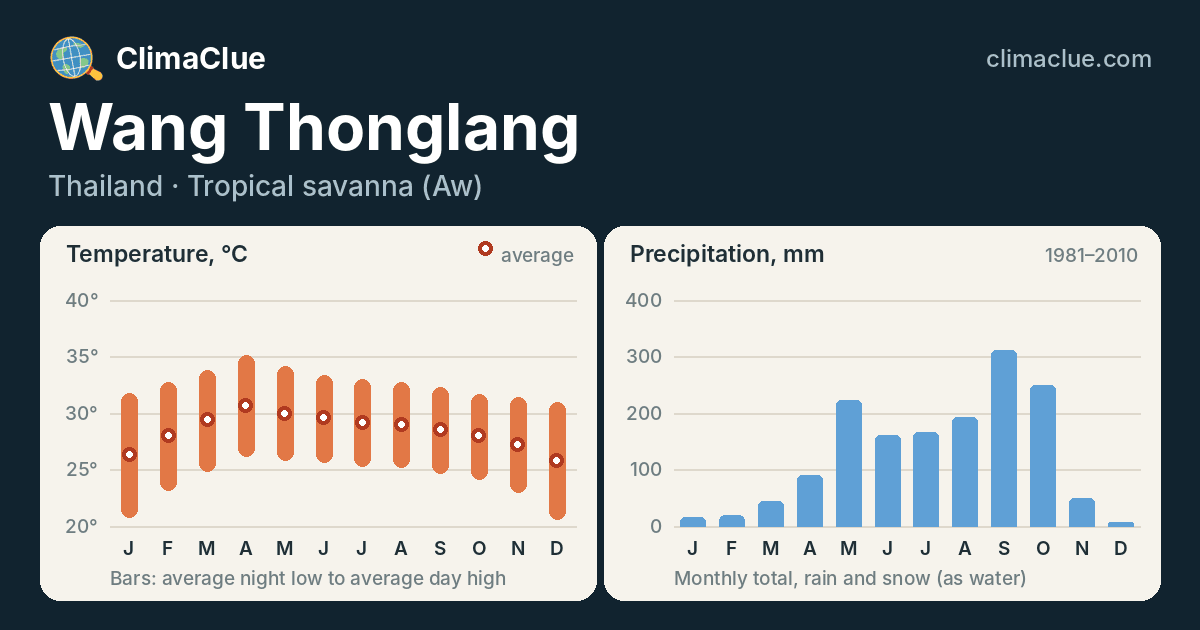 ClimaClue
climaclue.com
Wang Thonglang
Thailand · Tropical savanna (Aw)
Temperature, °C
average
40°
35°
30°
25°
20°
J F M A M J J A S O N D
Bars: average night low to average day high
Precipitation, mm
1981–2010
400
300
200
100
0
J F M A M J J A S O N D
Monthly total, rain and snow (as water)